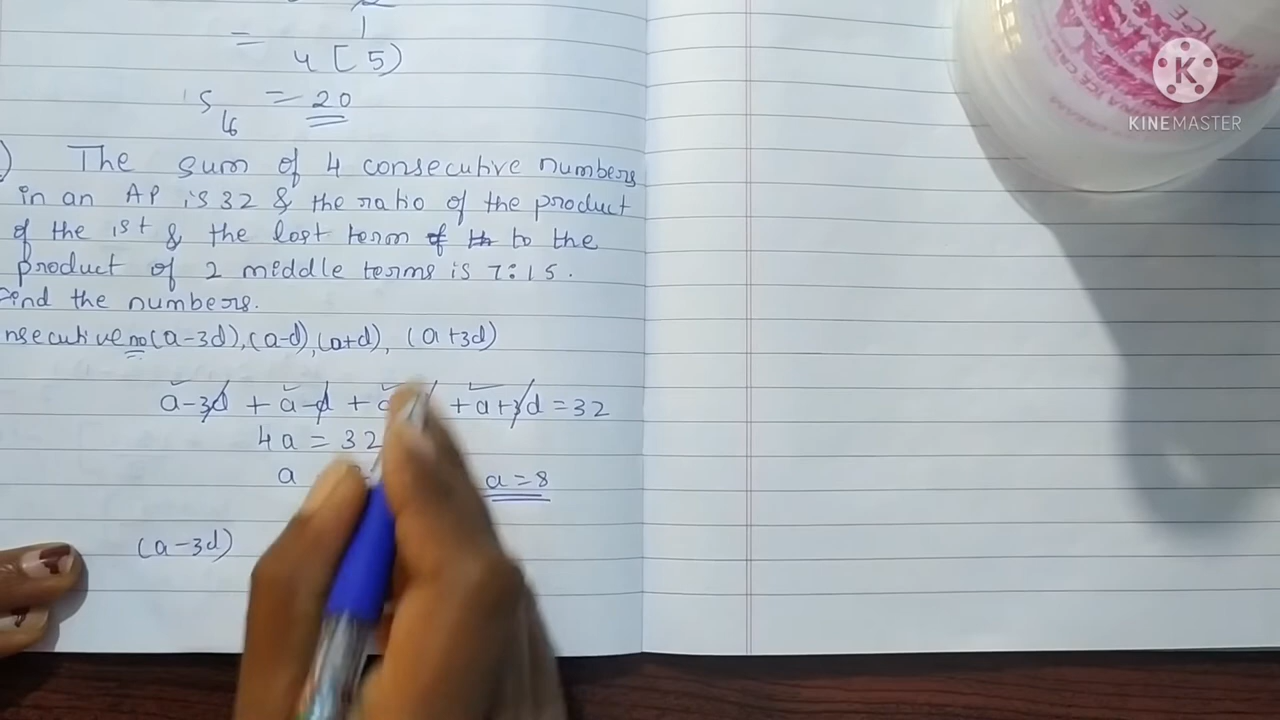 =
1
4 [ 5)
S = 20
) The sum of 4 consecutive numbers
in an AP is 32 & the ratio of the product
of the 1st & the last term to the
product of 2 middle terms is 7:15.
Find the numbers.
nsecutive no (a-3d), (a-d), (a+d), (a+3d)
a-3d + a-d + + a+3d = 32
4a = 32
a a = 8
(a-3d)
K
KINEMASTER